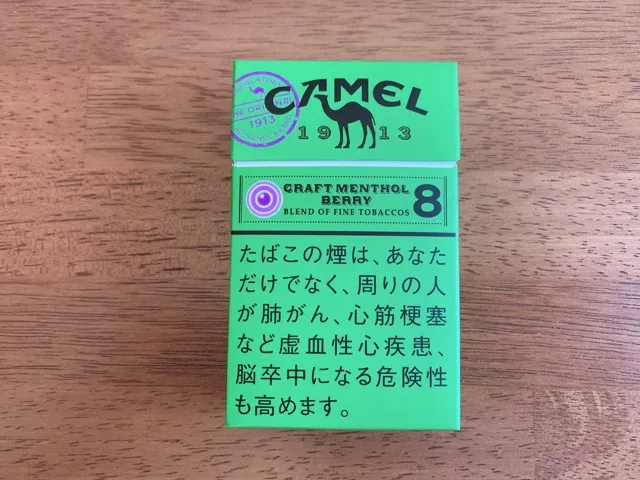 CAMEL
THE ORIGINAL
1913
1913
CRAFT MENTHOL
BERRY
8
BLEND OF FINE TOBACCOS
たばこの煙は、あなた
だけでなく、周りの人
が肺がん、心筋梗塞
など虚血性心疾患、
脳卒中になる危険性
も高めます。